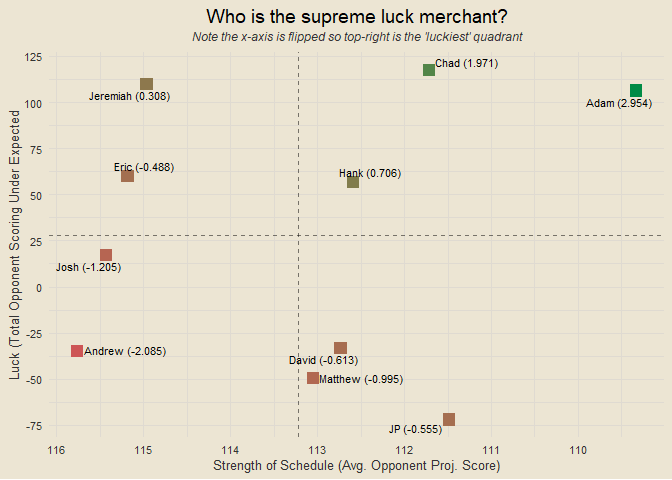 Who is the supreme luck merchant?
Note the x-axis is flipped so top-right is the 'luckiest' quadrant
Luck (Total Opponent Scoring Under Expected
125
100
75
50
25
0
-25
-50
-75
Chad (1.971)
Jeremiah (0.308)
Adam (2.954)
Eric (-0.488)
Hank (0.706)
Josh (-1.205)
Andrew (-2.085)
David (-0.613)
Matthew (-0.995)
JP (-0.555)
116 115 114 113 112 111 110
Strength of Schedule (Avg. Opponent Proj. Score)